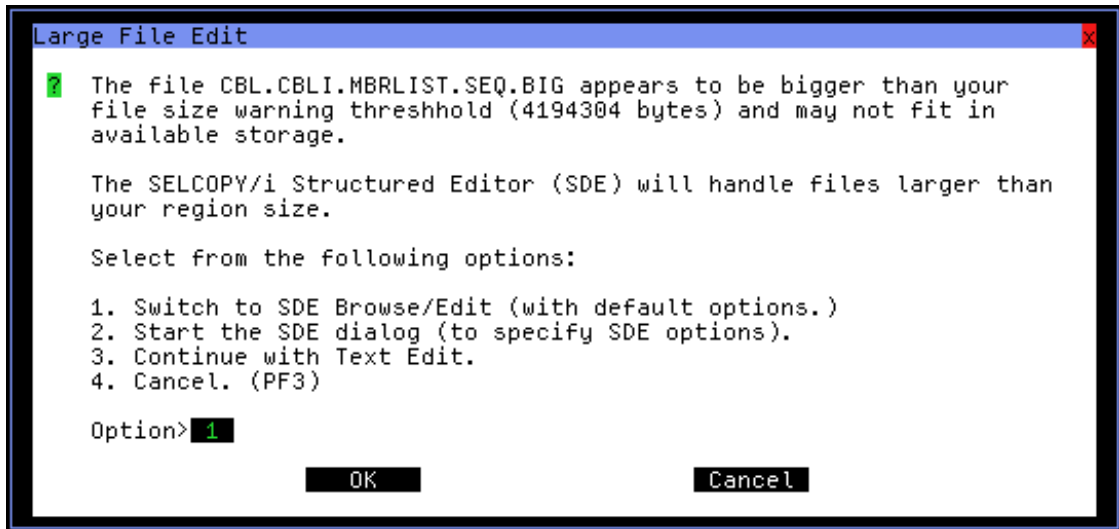 Large File Edit x
? The file CBL.CBLI.MBRLIST.SEQ.BIG appears to be bigger than your
file size warning threshhold (4194304 bytes) and may not fit in
available storage.
The SELCOPY/i Structured Editor (SDE) will handle files larger than
your region size.
Select from the following options:
1. Switch to SDE Browse/Edit (with default options.)
2. Start the SDE dialog (to specify SDE options).
3. Continue with Text Edit.
4. Cancel. (PF3)
Option> 1
OK Cancel